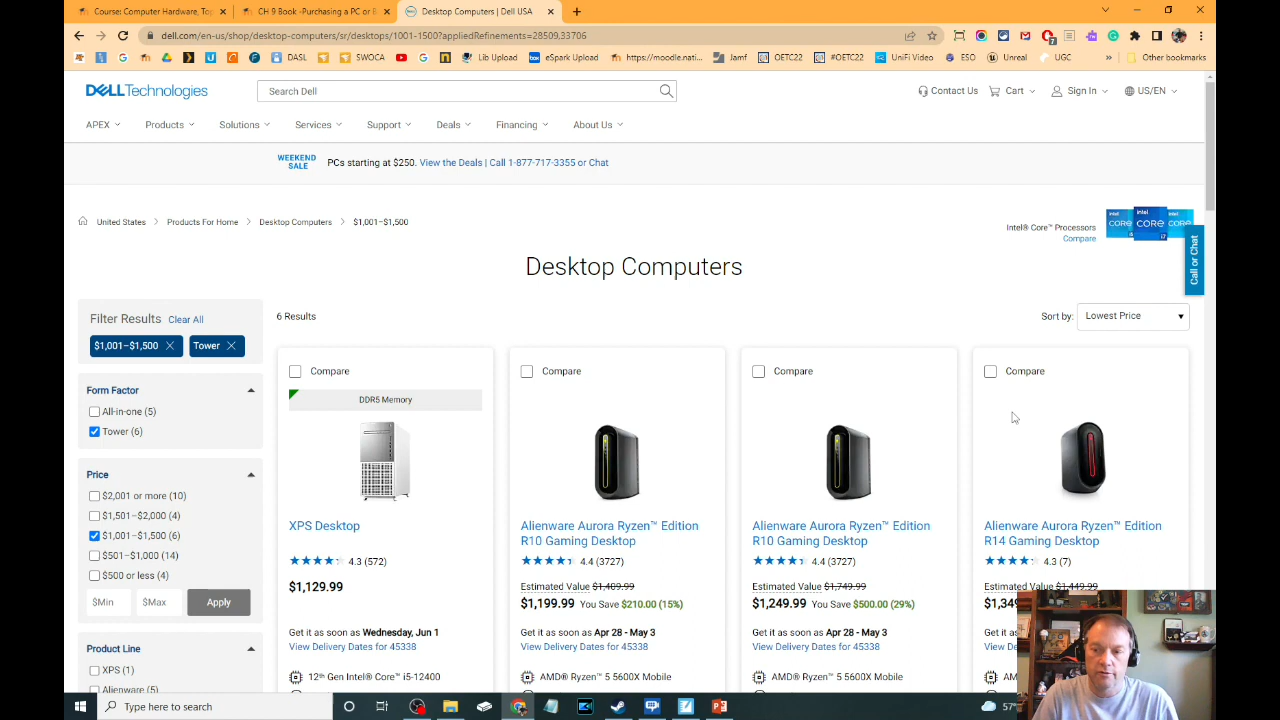 Course: Computer Hardware, To
CH 9 Book -Purchasing a PC or B
Desktop Computers | Dell USA
dell.com/en-us/shop/desktop-computers/sr/desktops/1001-1500?appliedRefinements=28509,33706
DASL SWOCA Lib Upload eSpark Upload https://moodle.nati... Jamf OETC22 #OETC22 UniFi Video ESO Unreal UGC » Other bookmarks
DELLTechnologies
Search Dell
Contact Us Cart Sign In US/EN
APEX Products Solutions Services Support Deals Financing About Us
WEEKEND SALE
PCs starting at $250. View the Deals | Call 1-877-717-3355 or Chat
United States Products For Home Desktop Computers $1,001–$1,500
Intel® Core™ Processors
Compare
intel CORE i7
Call or Chat
Desktop Computers
Filter Results Clear All
$1,001–$1,500 Tower
6 Results
Sort by: Lowest Price
Form Factor
All-in-one (5)
Tower (6)
Price
$2,001 or more (10)
$1,501–$2,000 (4)
$1,001–$1,500 (6)
$501–$1,000 (14)
$500 or less (4)
$Min $Max Apply
Product Line
XPS (1)
Alienware (5)
Compare
DDR5 Memory
XPS Desktop
4.3 (572)
$1,129.99
Get it as soon as Wednesday, Jun 1
View Delivery Dates for 45338
12th Gen Intel® Core™ i5-12400
Compare
Alienware Aurora Ryzen™ Edition
R10 Gaming Desktop
4.4 (3727)
Estimated Value $1,409.99
$1,199.99 You Save $210.00 (15%)
Get it as soon as Apr 28 - May 3
View Delivery Dates for 45338
AMD® Ryzen™ 5 5600X Mobile
Compare
Alienware Aurora Ryzen™ Edition
R10 Gaming Desktop
4.4 (3727)
Estimated Value $1,749.99
$1,249.99 You Save $500.00 (29%)
Get it as soon as Apr 28 - May 3
View Delivery Dates for 45338
AMD® Ryzen™ 5 5600X Mobile
Compare
Alienware Aurora Ryzen™ Edition
R14 Gaming Desktop
4.3 (7)
Estimated Value $1,449.99
Get it
View D
AMD
Type here to search
57°